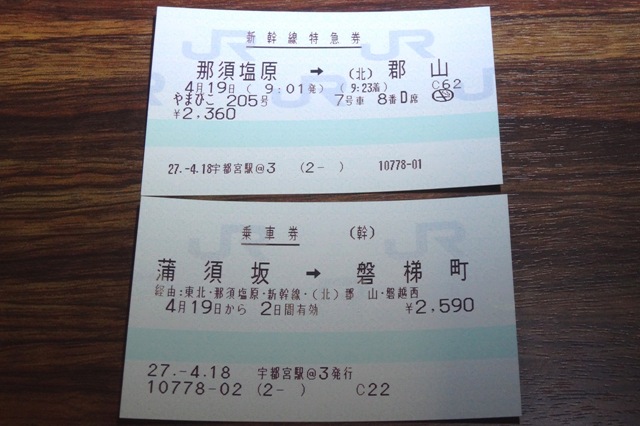 新幹線特急券
那須塩原 → (北) 郡 山
4月19日 ( 9:01発) ( 9:23着) C62
やまびこ 205号 7号車 8番D席
¥2,360
27.-4.18宇都宮駅@3 (2- ) 10778-01
乗車券 (幹)
蒲須坂 → 磐梯町
経由:東北・那須塩原・新幹線・(北)郡 山・磐越西
4月19日から 2日間有効 ¥2,590
27.-4.18 宇都宮駅@3発行
10778-02 (2- ) C22